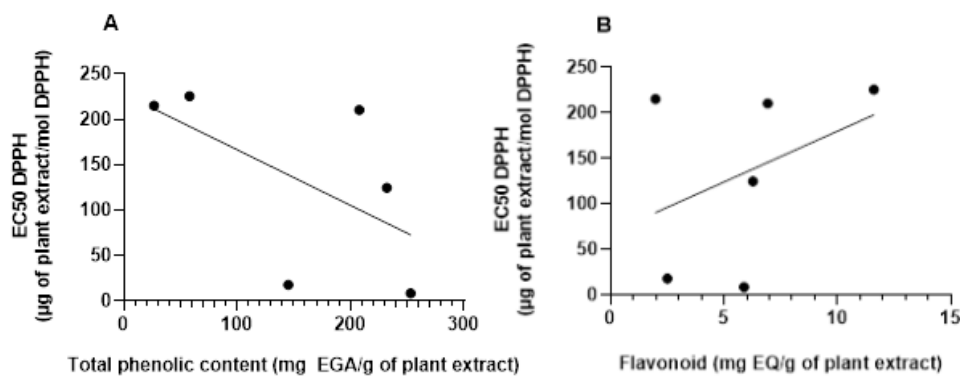 A
EC50 DPPH
(µg of plant extract/mol DPPH)
250
200
150
100
50
0
0
100
200
300
Total phenolic content (mg EGA/g of plant extract)
B
EC50 DPPH
(µg of plant extract/mol DPPH)
250
200
150
100
50
0
0
5
10
15
Flavonoid (mg EQ/g of plant extract)